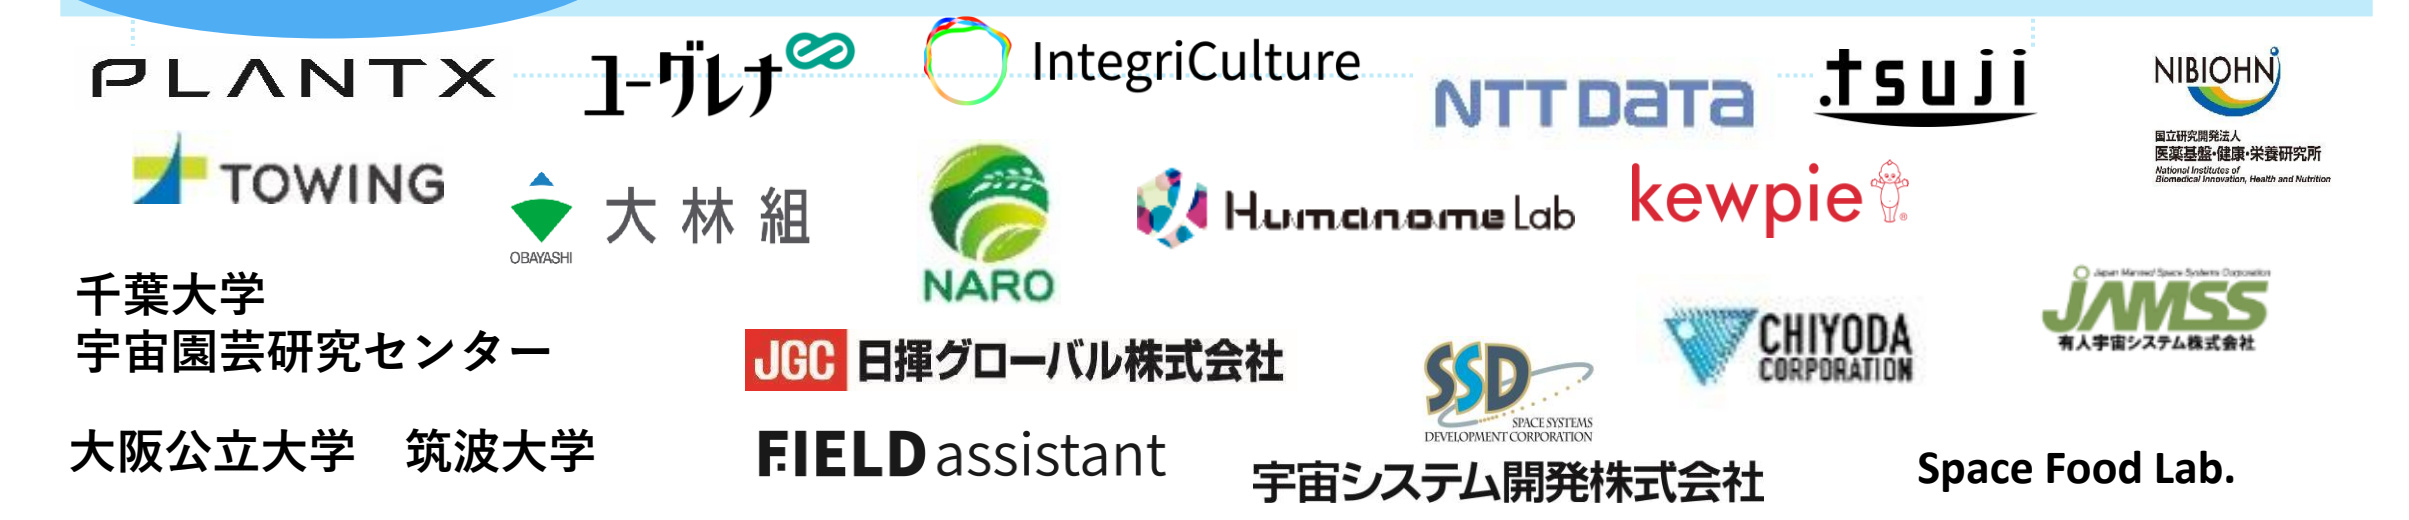 PLANTX
ユーグレナ
IntegriCulture
NTT DATA
.tsuji
NIBIOHN
国立研究開発法人
医薬基盤・健康・栄養研究所
National Institutes of
Biomedical Innovation, Health and Nutrition
TOWING
OBAYASHI
大林組
NARO
Humanome Lab
kewpie
®
千葉大学
宇宙園芸研究センター
JGC 日揮グローバル株式会社
SSD
SPACE SYSTEMS
DEVELOPMENT CORPORATION
宇宙システム開発株式会社
CHIYODA
CORPORATION
Japan Manned Space Systems Corporation
JAMSS
有人宇宙システム株式会社
大阪公立大学　筑波大学
FIELD assistant
Space Food Lab.